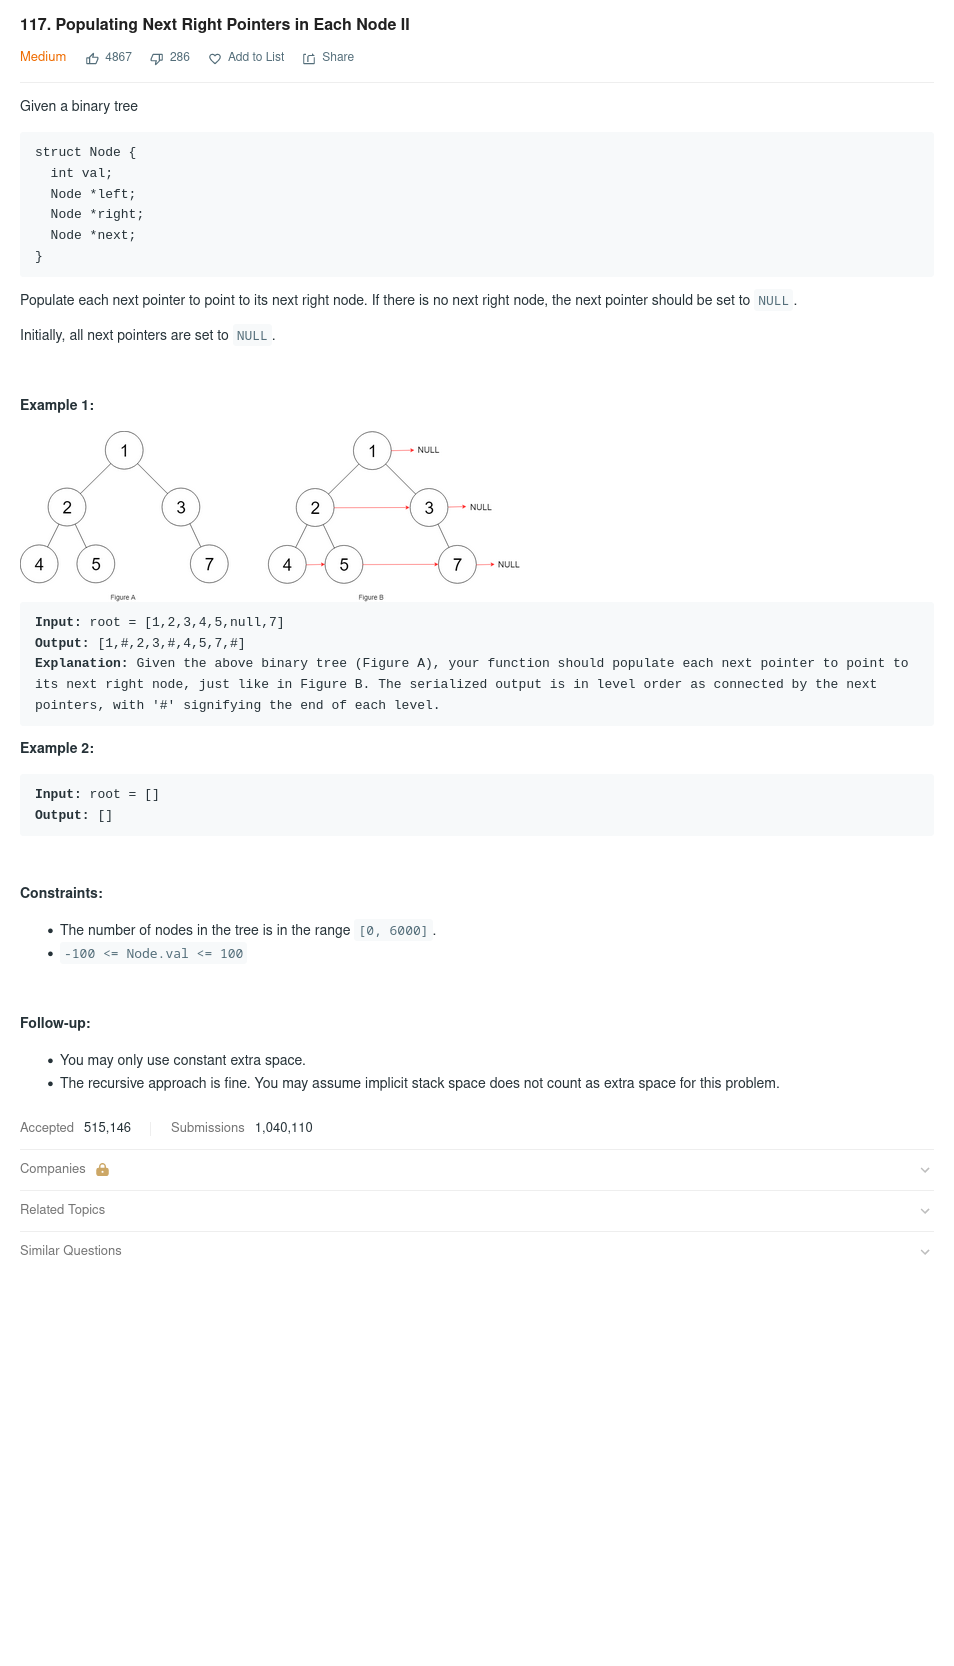 117. Populating Next Right Pointers in Each Node II
Medium 4867 286 Add to List Share
Given a binary tree
struct Node {
  int val;
  Node *left;
  Node *right;
  Node *next;
}
Populate each next pointer to point to its next right node. If there is no next right node, the next pointer should be set to NULL.
Initially, all next pointers are set to NULL.
Example 1:
1 1 NULL
2 3 2 3 NULL
4 5 7 4 5 7 NULL
Figure A Figure B
Input: root = [1,2,3,4,5,null,7]
Output: [1,#,2,3,#,4,5,7,#]
Explanation: Given the above binary tree (Figure A), your function should populate each next pointer to point to
its next right node, just like in Figure B. The serialized output is in level order as connected by the next
pointers, with '#' signifying the end of each level.
Example 2:
Input: root = []
Output: []
Constraints:
• The number of nodes in the tree is in the range [0, 6000].
• -100 <= Node.val <= 100
Follow-up:
• You may only use constant extra space.
• The recursive approach is fine. You may assume implicit stack space does not count as extra space for this problem.
Accepted 515,146 Submissions 1,040,110
Companies
Related Topics
Similar Questions